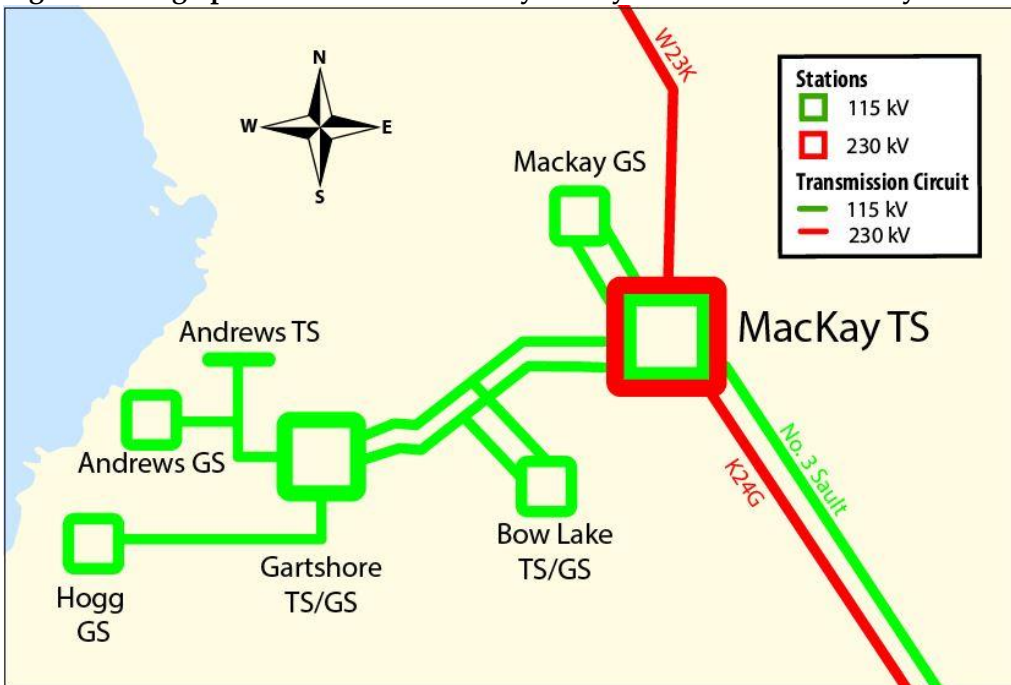 N
W
E
S
W23K
Stations
115 kV
230 kV
Transmission Circuit
115 kV
230 kV
Mackay GS
MacKay TS
Andrews TS
Andrews GS
No. 3 Sault
K24G
Bow Lake
TS/GS
Gartshore
TS/GS
Hogg
GS